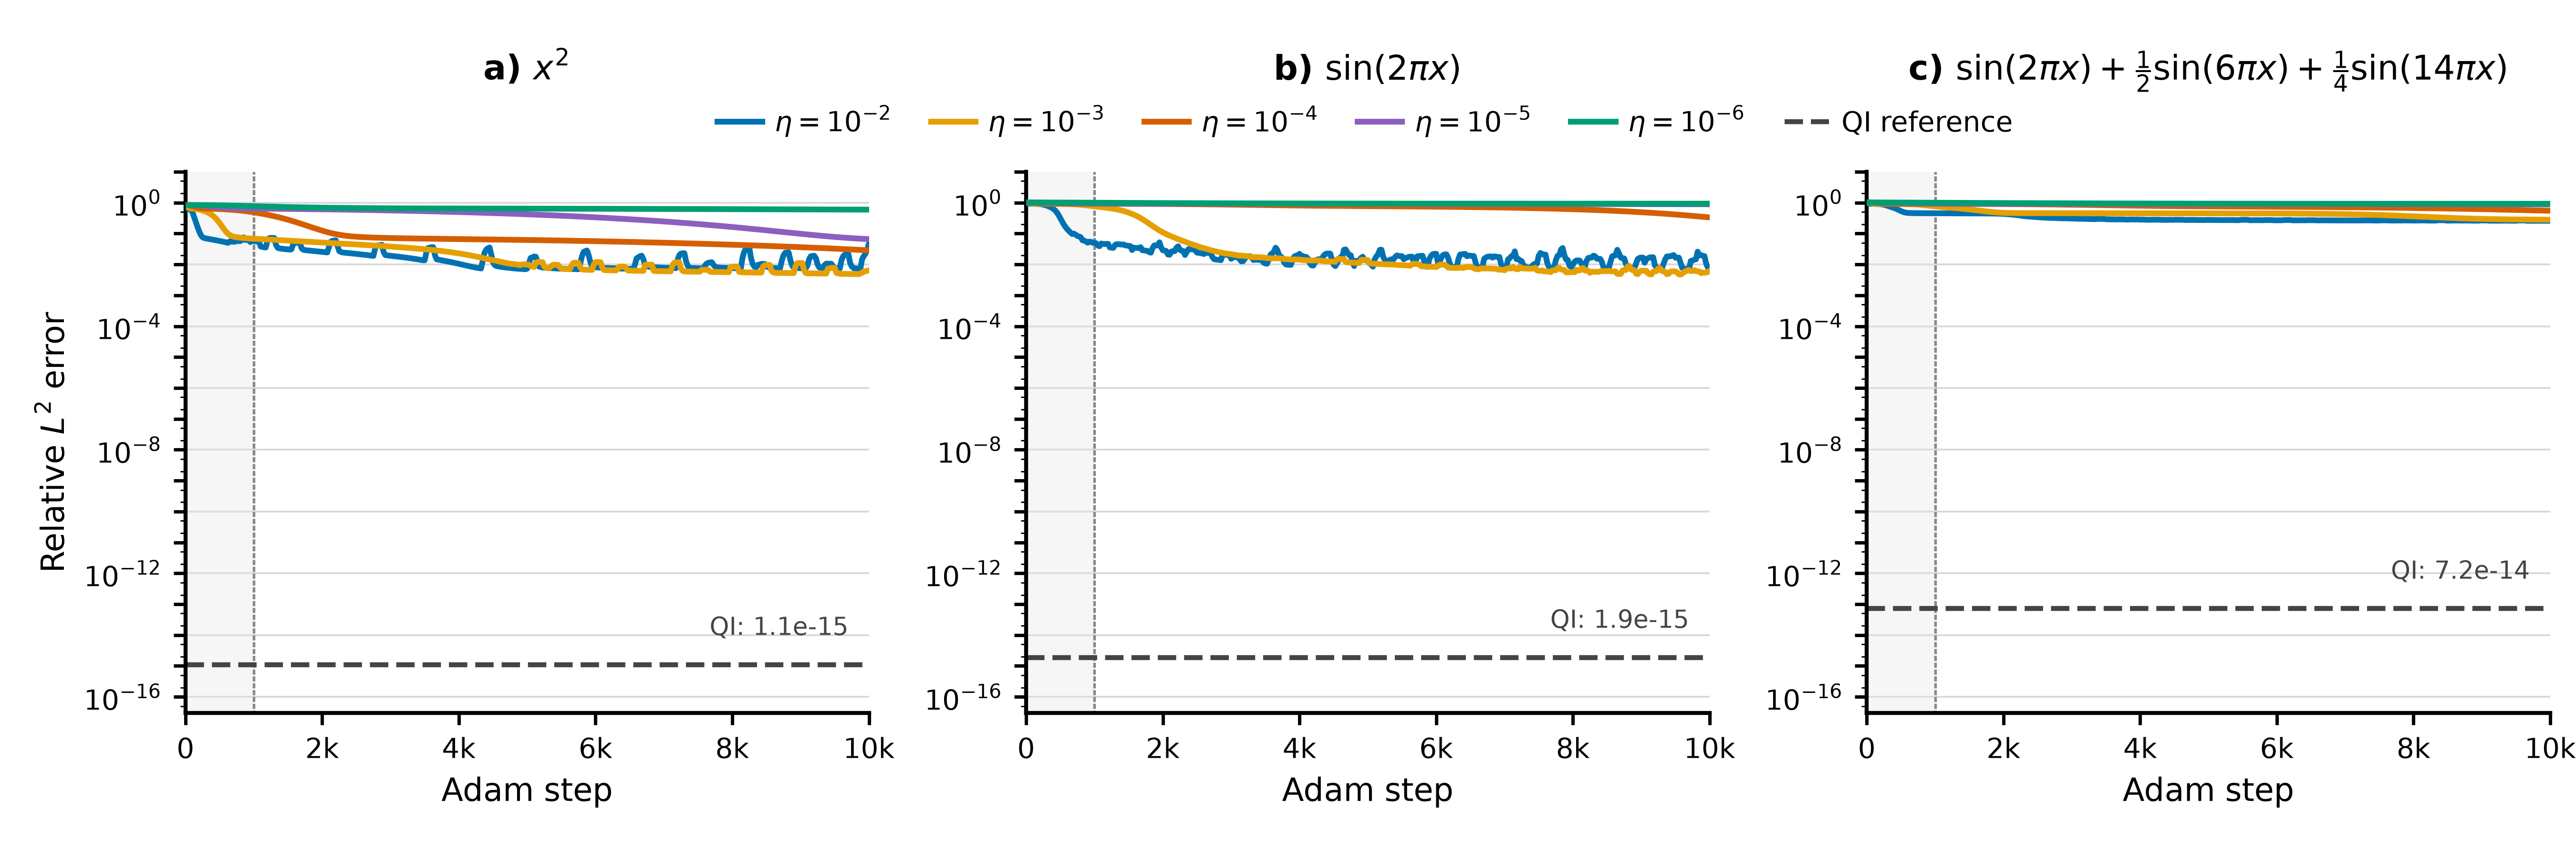 a) x²
b) sin(2πx)
c) sin(2πx) + 1/2 sin(6πx) + 1/4 sin(14πx)
η = 10⁻²
η = 10⁻³
η = 10⁻⁴
η = 10⁻⁵
η = 10⁻⁶
QI reference
Relative L² error
10⁰
10⁻⁴
10⁻⁸
10⁻¹²
10⁻¹⁶
QI: 1.1e-15
0 2k 4k 6k 8k 10k
Adam step
10⁰
10⁻⁴
10⁻⁸
10⁻¹²
10⁻¹⁶
QI: 1.9e-15
0 2k 4k 6k 8k 10k
Adam step
10⁰
10⁻⁴
10⁻⁸
10⁻¹²
10⁻¹⁶
QI: 7.2e-14
0 2k 4k 6k 8k 10k
Adam step